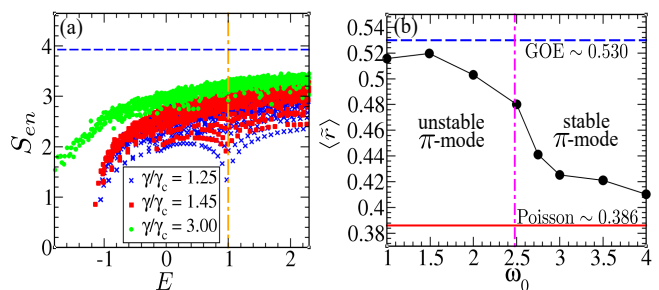 (a)
4
3
2
1
0
S_en
-1 0 1 2
E
γ/γ_c = 1.25
γ/γ_c = 1.45
γ/γ_c = 3.00
(b)
0.54
0.52
0.5
0.48
0.46
0.44
0.42
0.4
0.38
⟨r̃⟩
GOE ~ 0.530
unstable
π-mode
stable
π-mode
Poisson ~ 0.386
1 1.5 2 2.5 3 3.5 4
ω_0